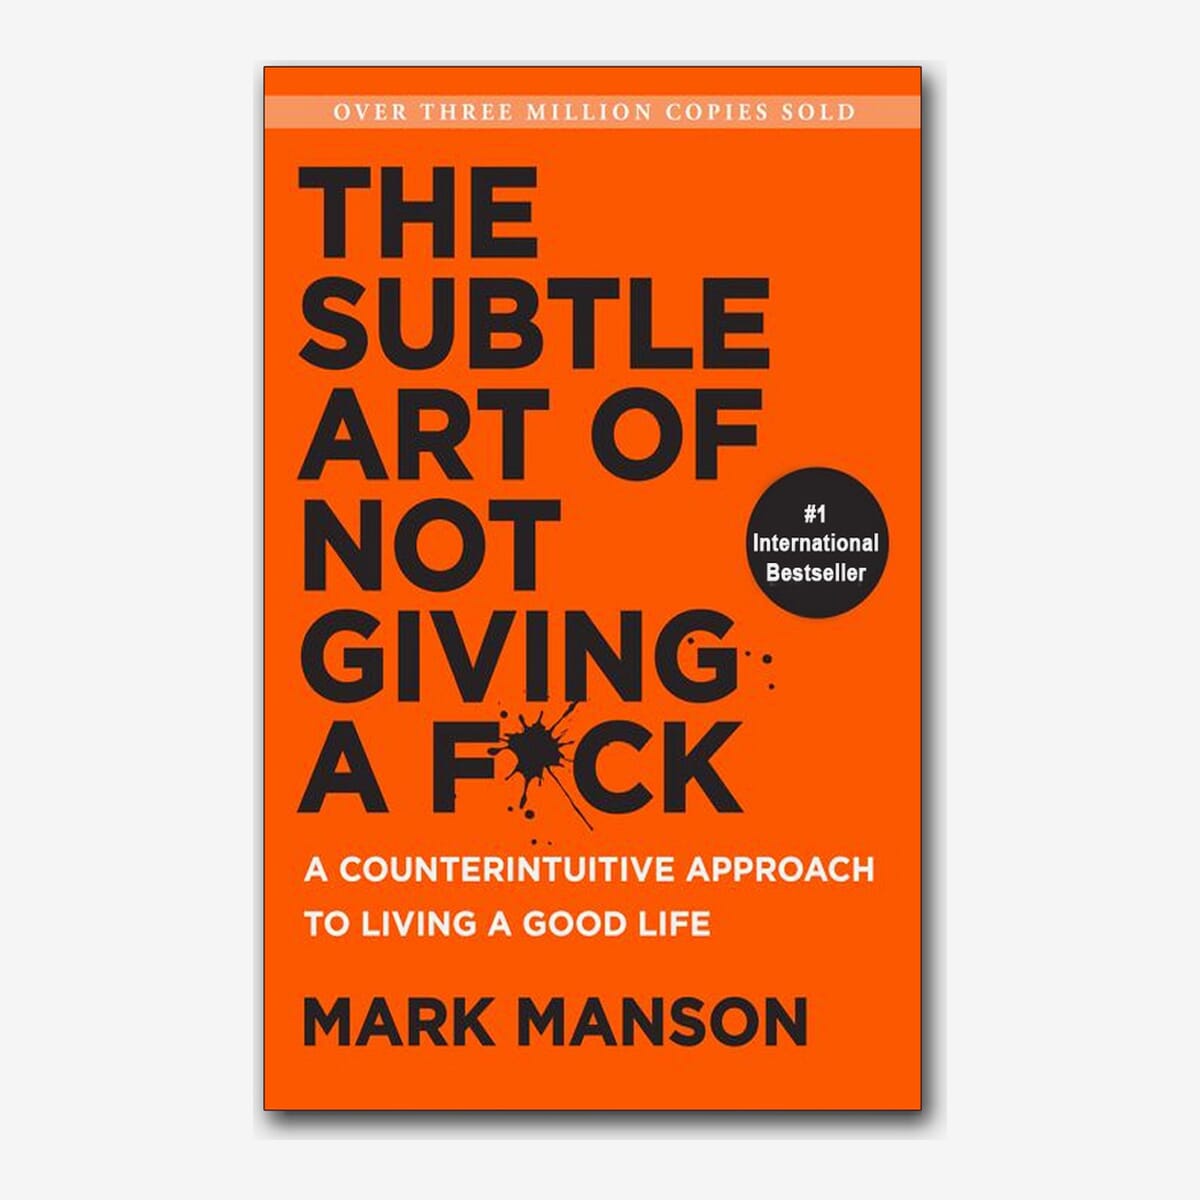 OVER THREE MILLION COPIES SOLD
THE
SUBTLE
ART OF
NOT
GIVING
A F*CK
#1
International
Bestseller
A COUNTERINTUITIVE APPROACH
TO LIVING A GOOD LIFE
MARK MANSON